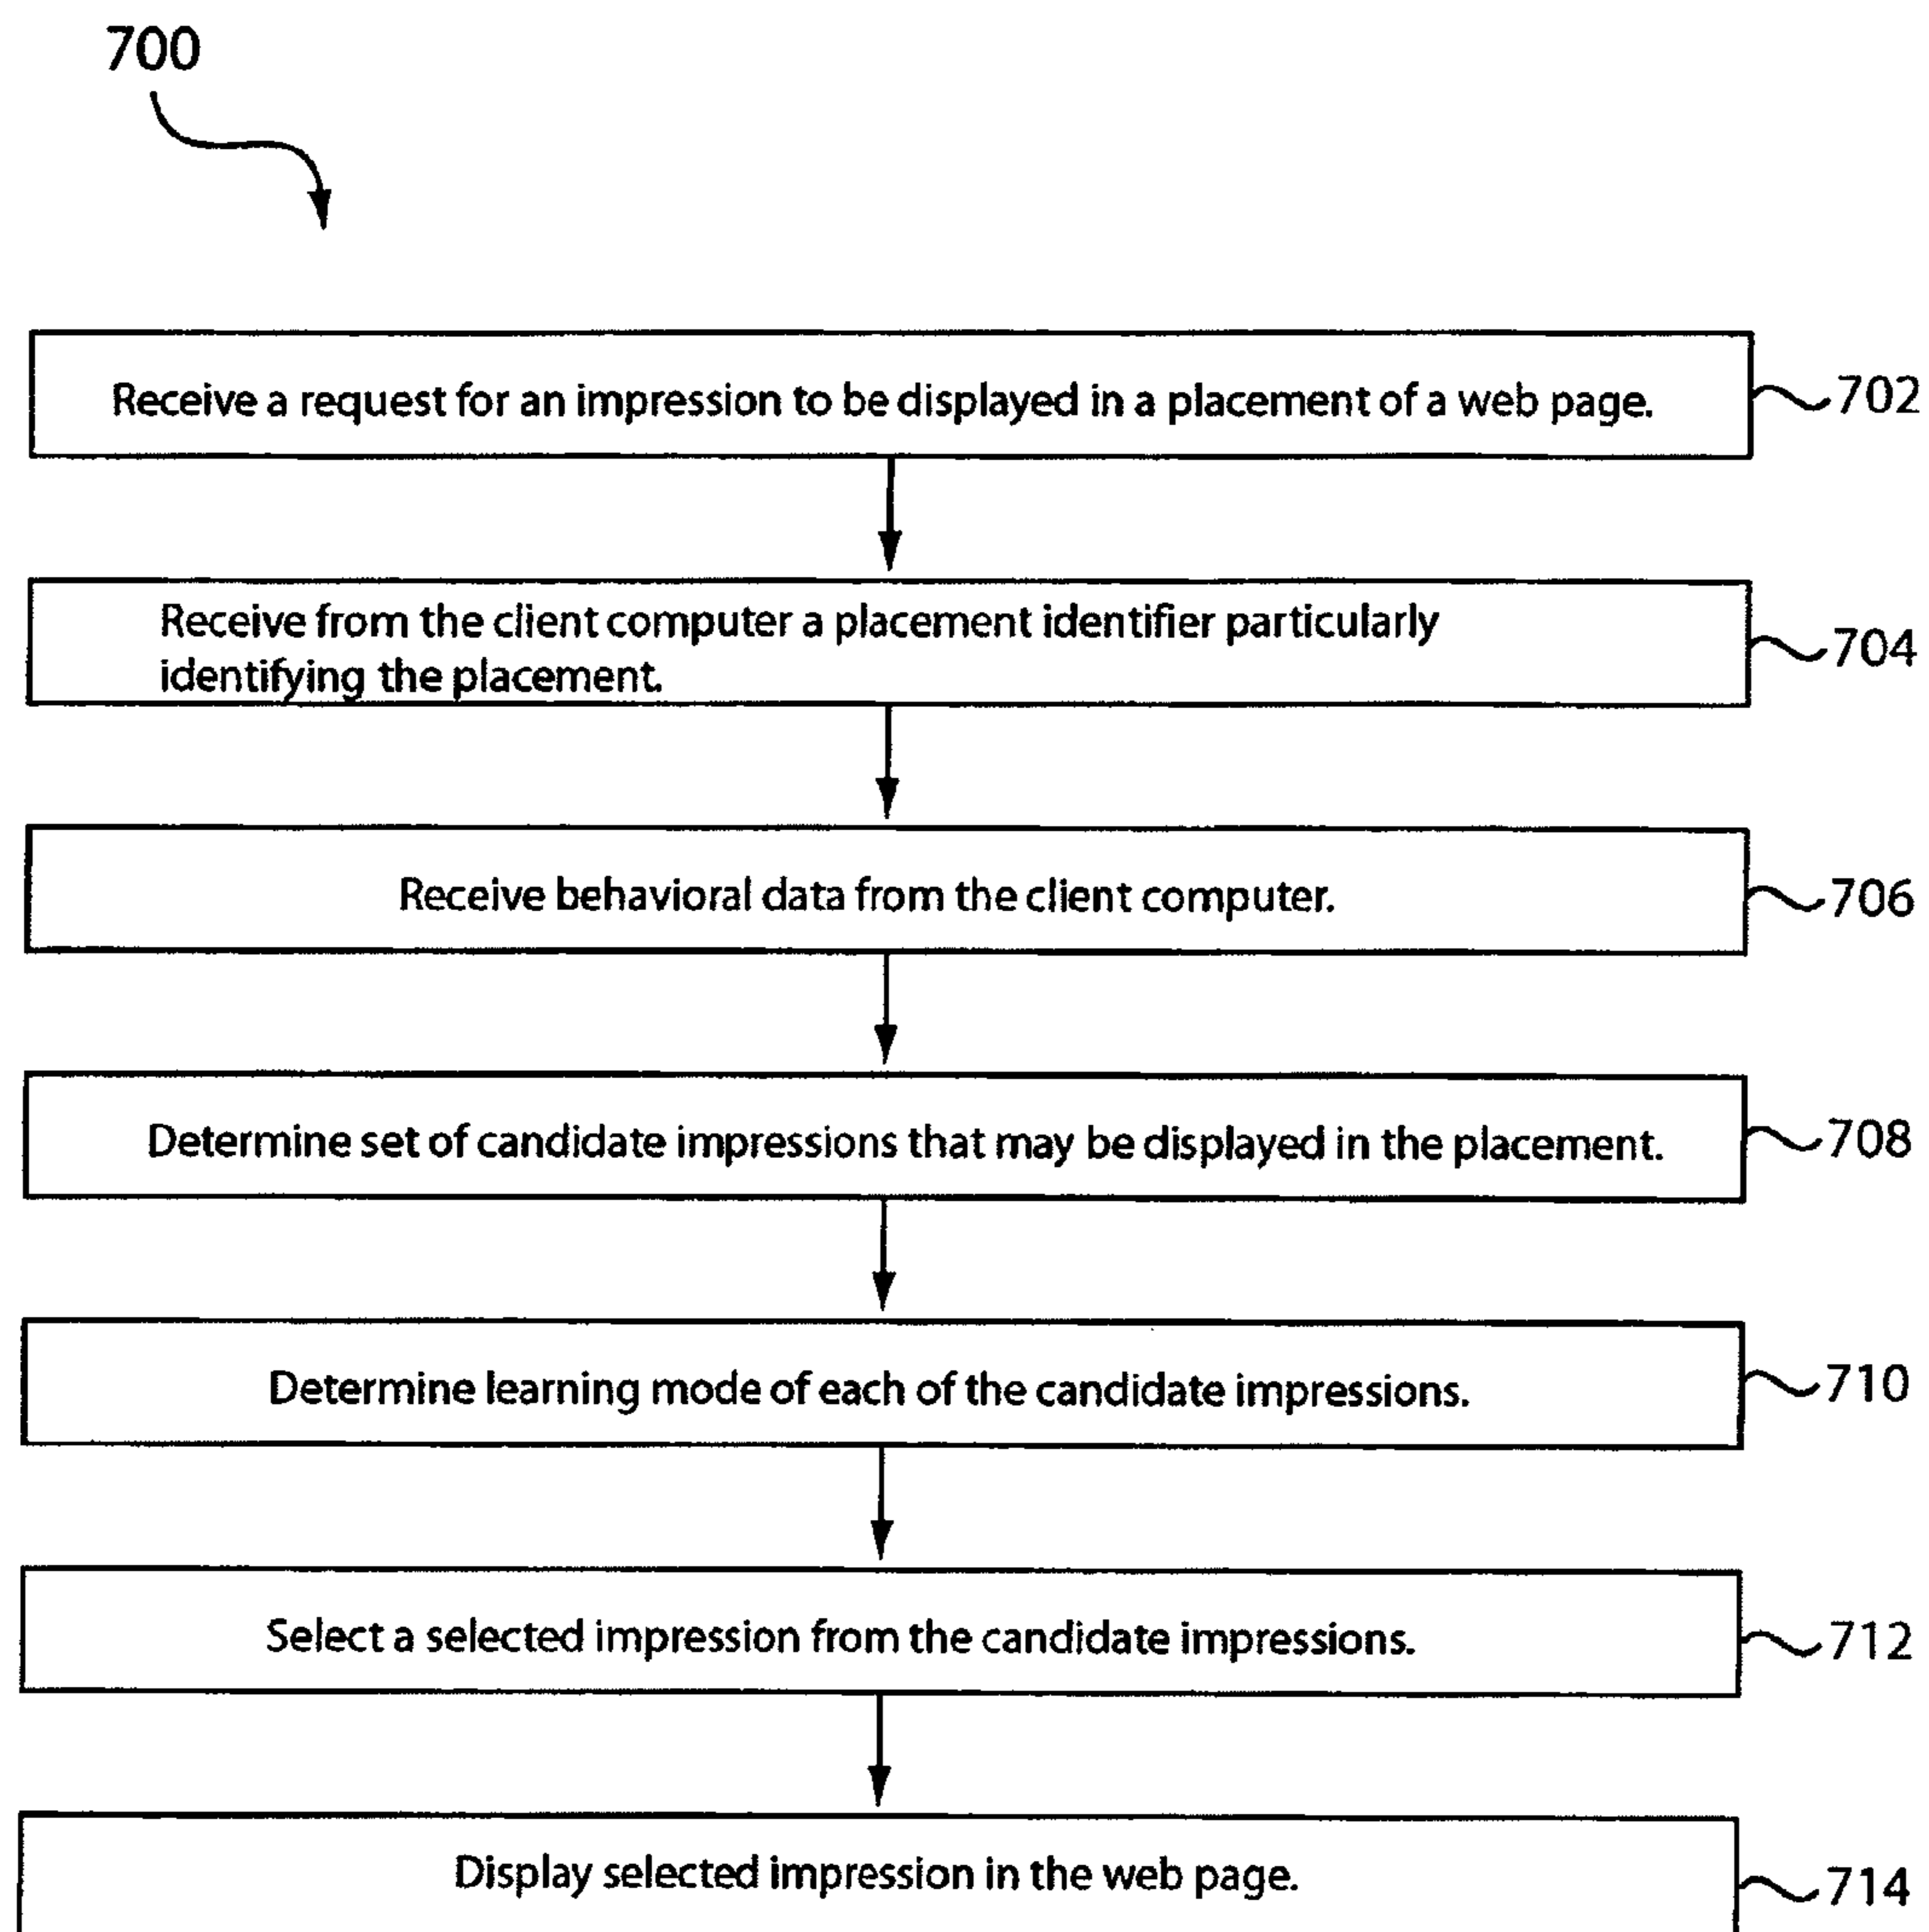 700
Receive a request for an impression to be displayed in a placement of a web page.
702
Receive from the client computer a placement identifier particularly
identifying the placement.
704
Receive behavioral data from the client computer.
706
Determine set of candidate impressions that may be displayed in the placement.
708
Determine learning mode of each of the candidate impressions.
710
Select a selected impression from the candidate impressions.
712
Display selected impression in the web page.
714